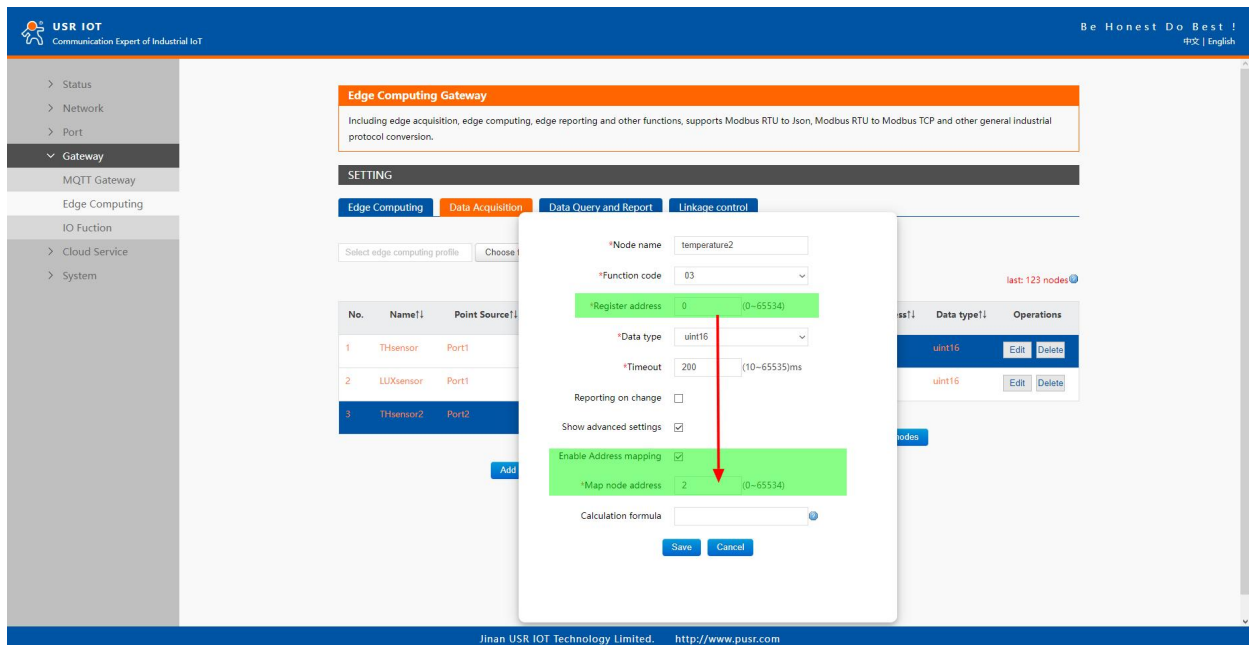 USR IOT
Communication Expert of Industrial IoT
Be Honest Do Best !
中文 | English
Status
Network
Port
Gateway
MQTT Gateway
Edge Computing
IO Fuction
Cloud Service
System
Edge Computing Gateway
Including edge acquisition, edge computing, edge reporting and other functions, supports Modbus RTU to Json, Modbus RTU to Modbus TCP and other general industrial
protocol conversion.
SETTING
Edge Computing Data Acquisition Data Query and Report Linkage control
Select edge computing profile Choose
last: 123 nodes
No. Name↑↓ Point Source↑↓ ss↑↓ Data type↑↓ Operations
1 THsensor Port1 uint16 Edit Delete
2 LUXsensor Port1 uint16 Edit Delete
3 THsensor2 Port2
Add
nodes
*Node name temperature2
*Function code 03
*Register address 0 (0~65534)
*Data type uint16
*Timeout 200 (10~65535)ms
Reporting on change
Show advanced settings
Enable Address mapping
*Map node address 2 (0~65534)
Calculation formula
Save Cancel
Jinan USR IOT Technology Limited. http://www.pusr.com